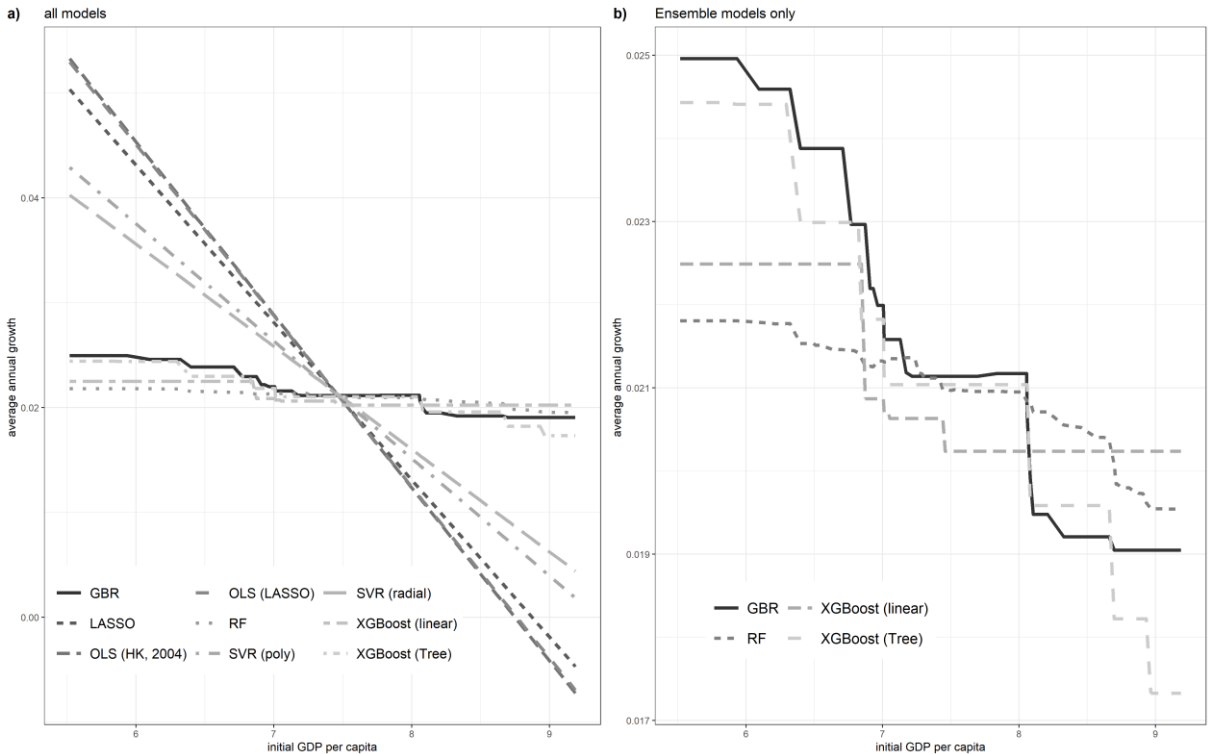 a) all models
average annual growth
0.04
0.02
0.00
GBR
OLS (LASSO)
SVR (radial)
LASSO
RF
XGBoost (linear)
OLS (HK, 2004)
SVR (poly)
XGBoost (Tree)
6 7 8 9
initial GDP per capita
b) Ensemble models only
average annual growth
0.025
0.023
0.021
0.019
0.017
GBR
XGBoost (linear)
RF
XGBoost (Tree)
6 7 8 9
initial GDP per capita